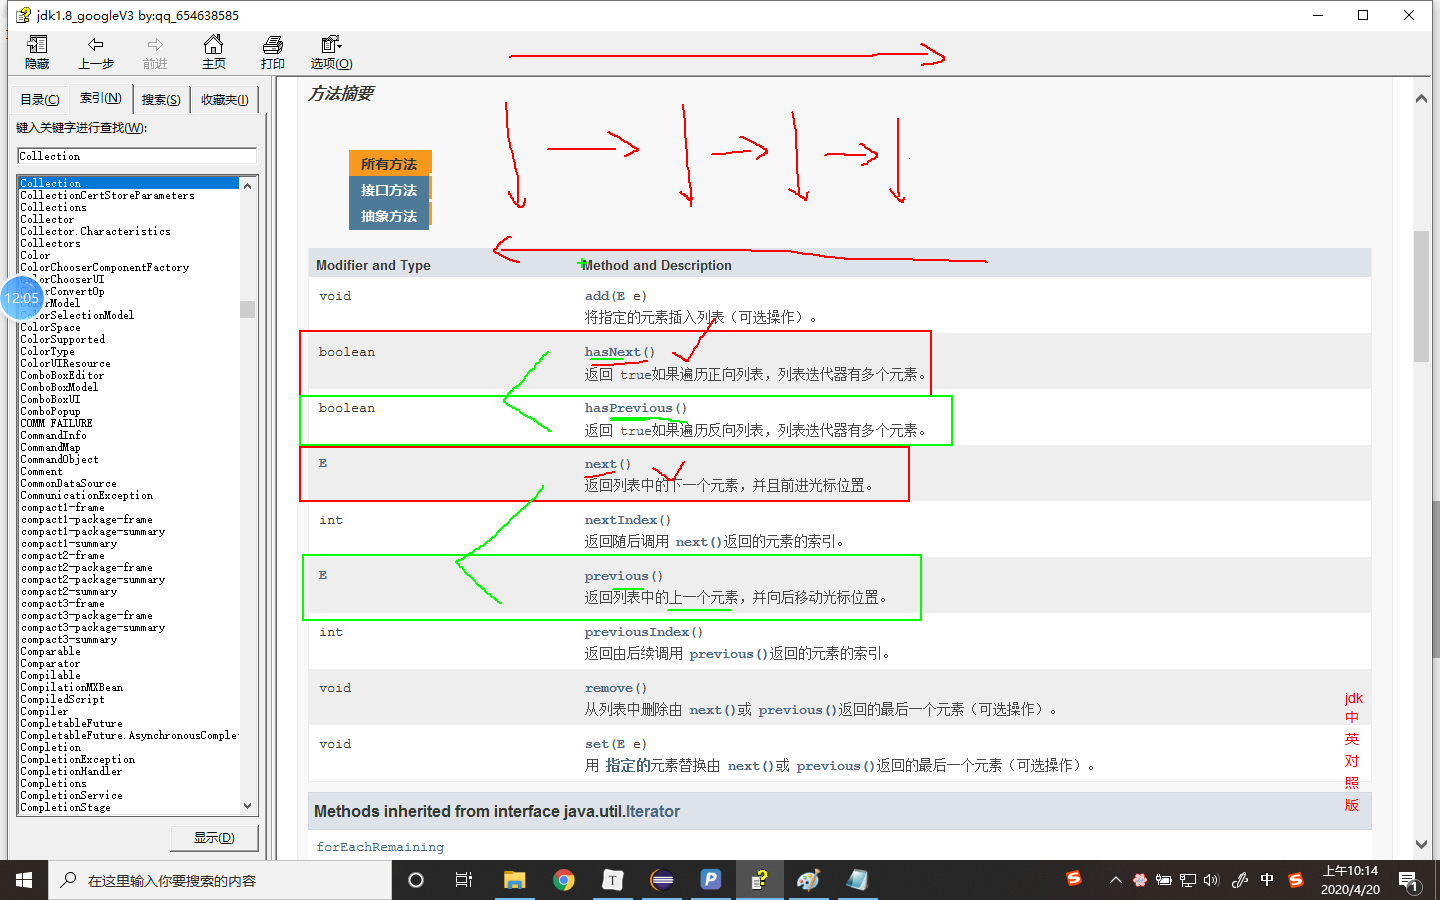 jdk1.8_googleV3 by:qq_654638585
隐藏 上一步 前进 主页 打印 选项(O)
目录(C) 索引(N) 搜索(S) 收藏夹(I)
键入关键字进行查找(W):
Collection
Collection
CollectionCertStoreParameters
Collections
Collector
Collector.Characteristics
Collectors
Color
ColorChooserComponentFactory
ColorChooserUI
ColorConvertOp
ColorModel
ColorSelectionModel
ColorSpace
ColorSupported
ColorType
ColorUIResource
ComboBoxEditor
ComboBoxModel
ComboBoxUI
ComboPopup
COMM_FAILURE
CommandInfo
CommandMap
CommandObject
Comment
CommonDataSource
CommunicationException
compact1-frame
compact1-package-frame
compact1-package-summary
compact1-summary
compact2-frame
compact2-package-frame
compact2-package-summary
compact2-summary
compact3-frame
compact3-package-frame
compact3-package-summary
compact3-summary
Comparable
Comparator
Compilable
CompilationMXBean
CompiledScript
Compiler
CompletableFuture
CompletableFuture.AsynchronousComple
Completion
CompletionException
CompletionHandler
Completions
CompletionService
CompletionStage
显示(D)
12:05
方法摘要
所有方法
接口方法
抽象方法
Modifier and Type Method and Description
void add(E e)
将指定的元素插入列表（可选操作）。
boolean hasNext()
返回 true如果遍历正向列表，列表迭代器有多个元素。
boolean hasPrevious()
返回 true如果遍历反向列表，列表迭代器有多个元素。
E next()
返回列表中的下一个元素，并且前进光标位置。
int nextIndex()
返回随后调用 next()返回的元素的索引。
E previous()
返回列表中的上一个元素，并向后移动光标位置。
int previousIndex()
返回由后续调用 previous()返回的元素的索引。
void remove()
从列表中删除由 next()或 previous()返回的最后一个元素（可选操作）。
void set(E e)
用 指定的元素替换由 next()或 previous()返回的最后一个元素（可选操作）。
Methods inherited from interface java.util.Iterator
forEachRemaining
jdk
中
英
对
照
版
在这里输入你要搜索的内容
中
上午10:14
2020/4/20
1